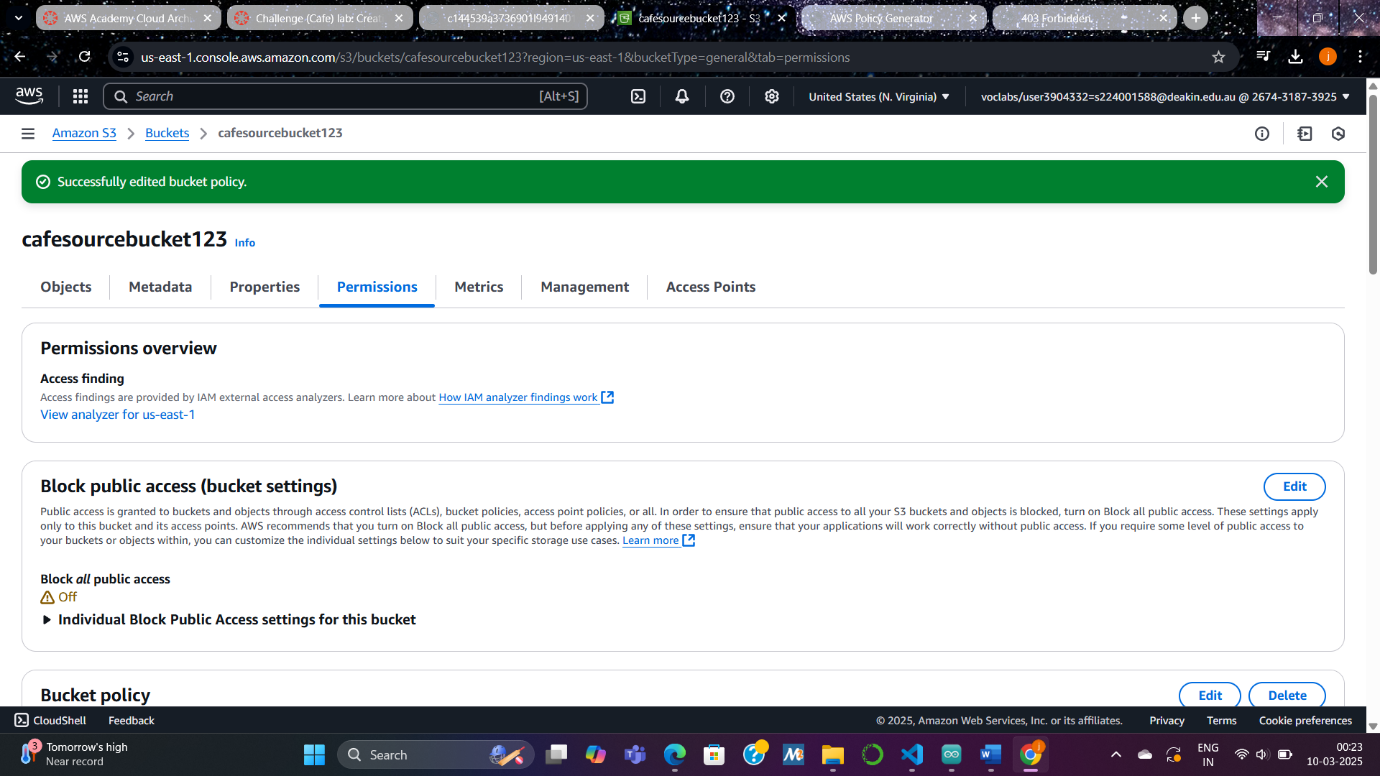 AWS Academy Cloud Arch
Challenge (Cafe) lab: Crea
c144539a3736901l949140
cafesourcebucket123 - S3
AWS Policy Generator
403 Forbidden
us-east-1.console.aws.amazon.com/s3/buckets/cafesourcebucket123?region=us-east-1&bucketType=general&tab=permissions
aws
Search
[Alt+S]
United States (N. Virginia)
voclabs/user3904332=s224001588@deakin.edu.au @ 2674-3187-3925
Amazon S3
Buckets
cafesourcebucket123
Successfully edited bucket policy.
cafesourcebucket123 Info
Objects
Metadata
Properties
Permissions
Metrics
Management
Access Points
Permissions overview
Access finding
Access findings are provided by IAM external access analyzers. Learn more about How IAM analyzer findings work
View analyzer for us-east-1
Block public access (bucket settings)
Edit
Public access is granted to buckets and objects through access control lists (ACLs), bucket policies, access point policies, or all. In order to ensure that public access to all your S3 buckets and objects is blocked, turn on Block all public access. These settings apply
only to this bucket and its access points. AWS recommends that you turn on Block all public access, but before applying any of these settings, ensure that your applications will work correctly without public access. If you require some level of public access to
your buckets or objects within, you can customize the individual settings below to suit your specific storage use cases. Learn more
Block all public access
Off
Individual Block Public Access settings for this bucket
Bucket policy
Edit
Delete
CloudShell
Feedback
© 2025, Amazon Web Services, Inc. or its affiliates.
Privacy
Terms
Cookie preferences
3
Tomorrow's high
Near record
Search
ENG
IN
00:23
10-03-2025